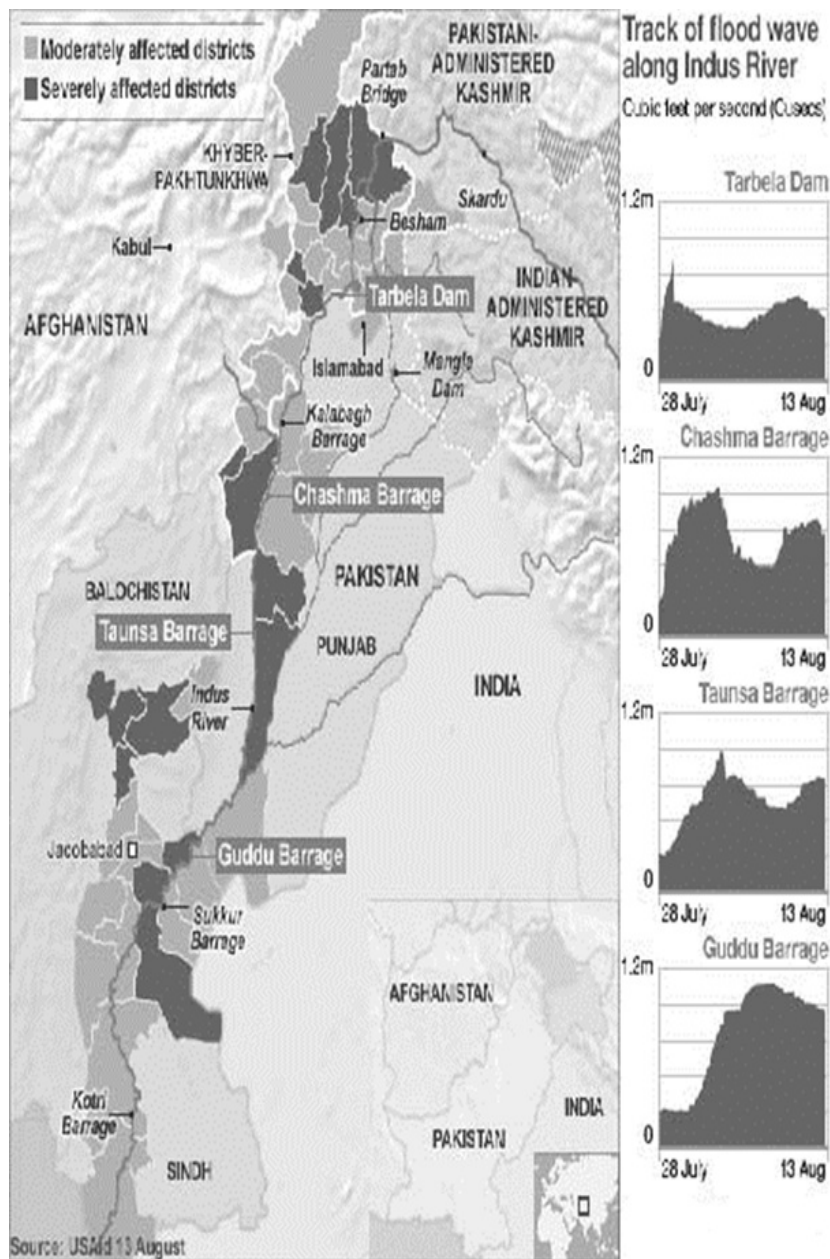 Moderately affected districts
Severely affected districts
PAKISTANI-
ADMINISTERED
KASHMIR
Partab
Bridge
KHYBER-
PAKHTUNKHWA
Skardu
Besham
Kabul
Tarbela Dam
INDIAN-
ADMINISTERED
KASHMIR
AFGHANISTAN
Islamabad
Mangla
Dam
Kalabagh
Barrage
Chashma Barrage
BALOCHISTAN
PAKISTAN
Taunsa Barrage
PUNJAB
Indus
River
INDIA
Jacobabad
Guddu Barrage
Sukkur
Barrage
Kotri
Barrage
SINDH
AFGHANISTAN
PAKISTAN
INDIA
Source: USAid 13 August
Track of flood wave
along Indus River
Cubic feet per second (Cusecs)
Tarbela Dam
1.2m
0
28 July 13 Aug
Chashma Barrage
1.2m
0
28 July 13 Aug
Taunsa Barrage
1.2m
0
28 July 13 Aug
Guddu Barrage
1.2m
0
28 July 13 Aug